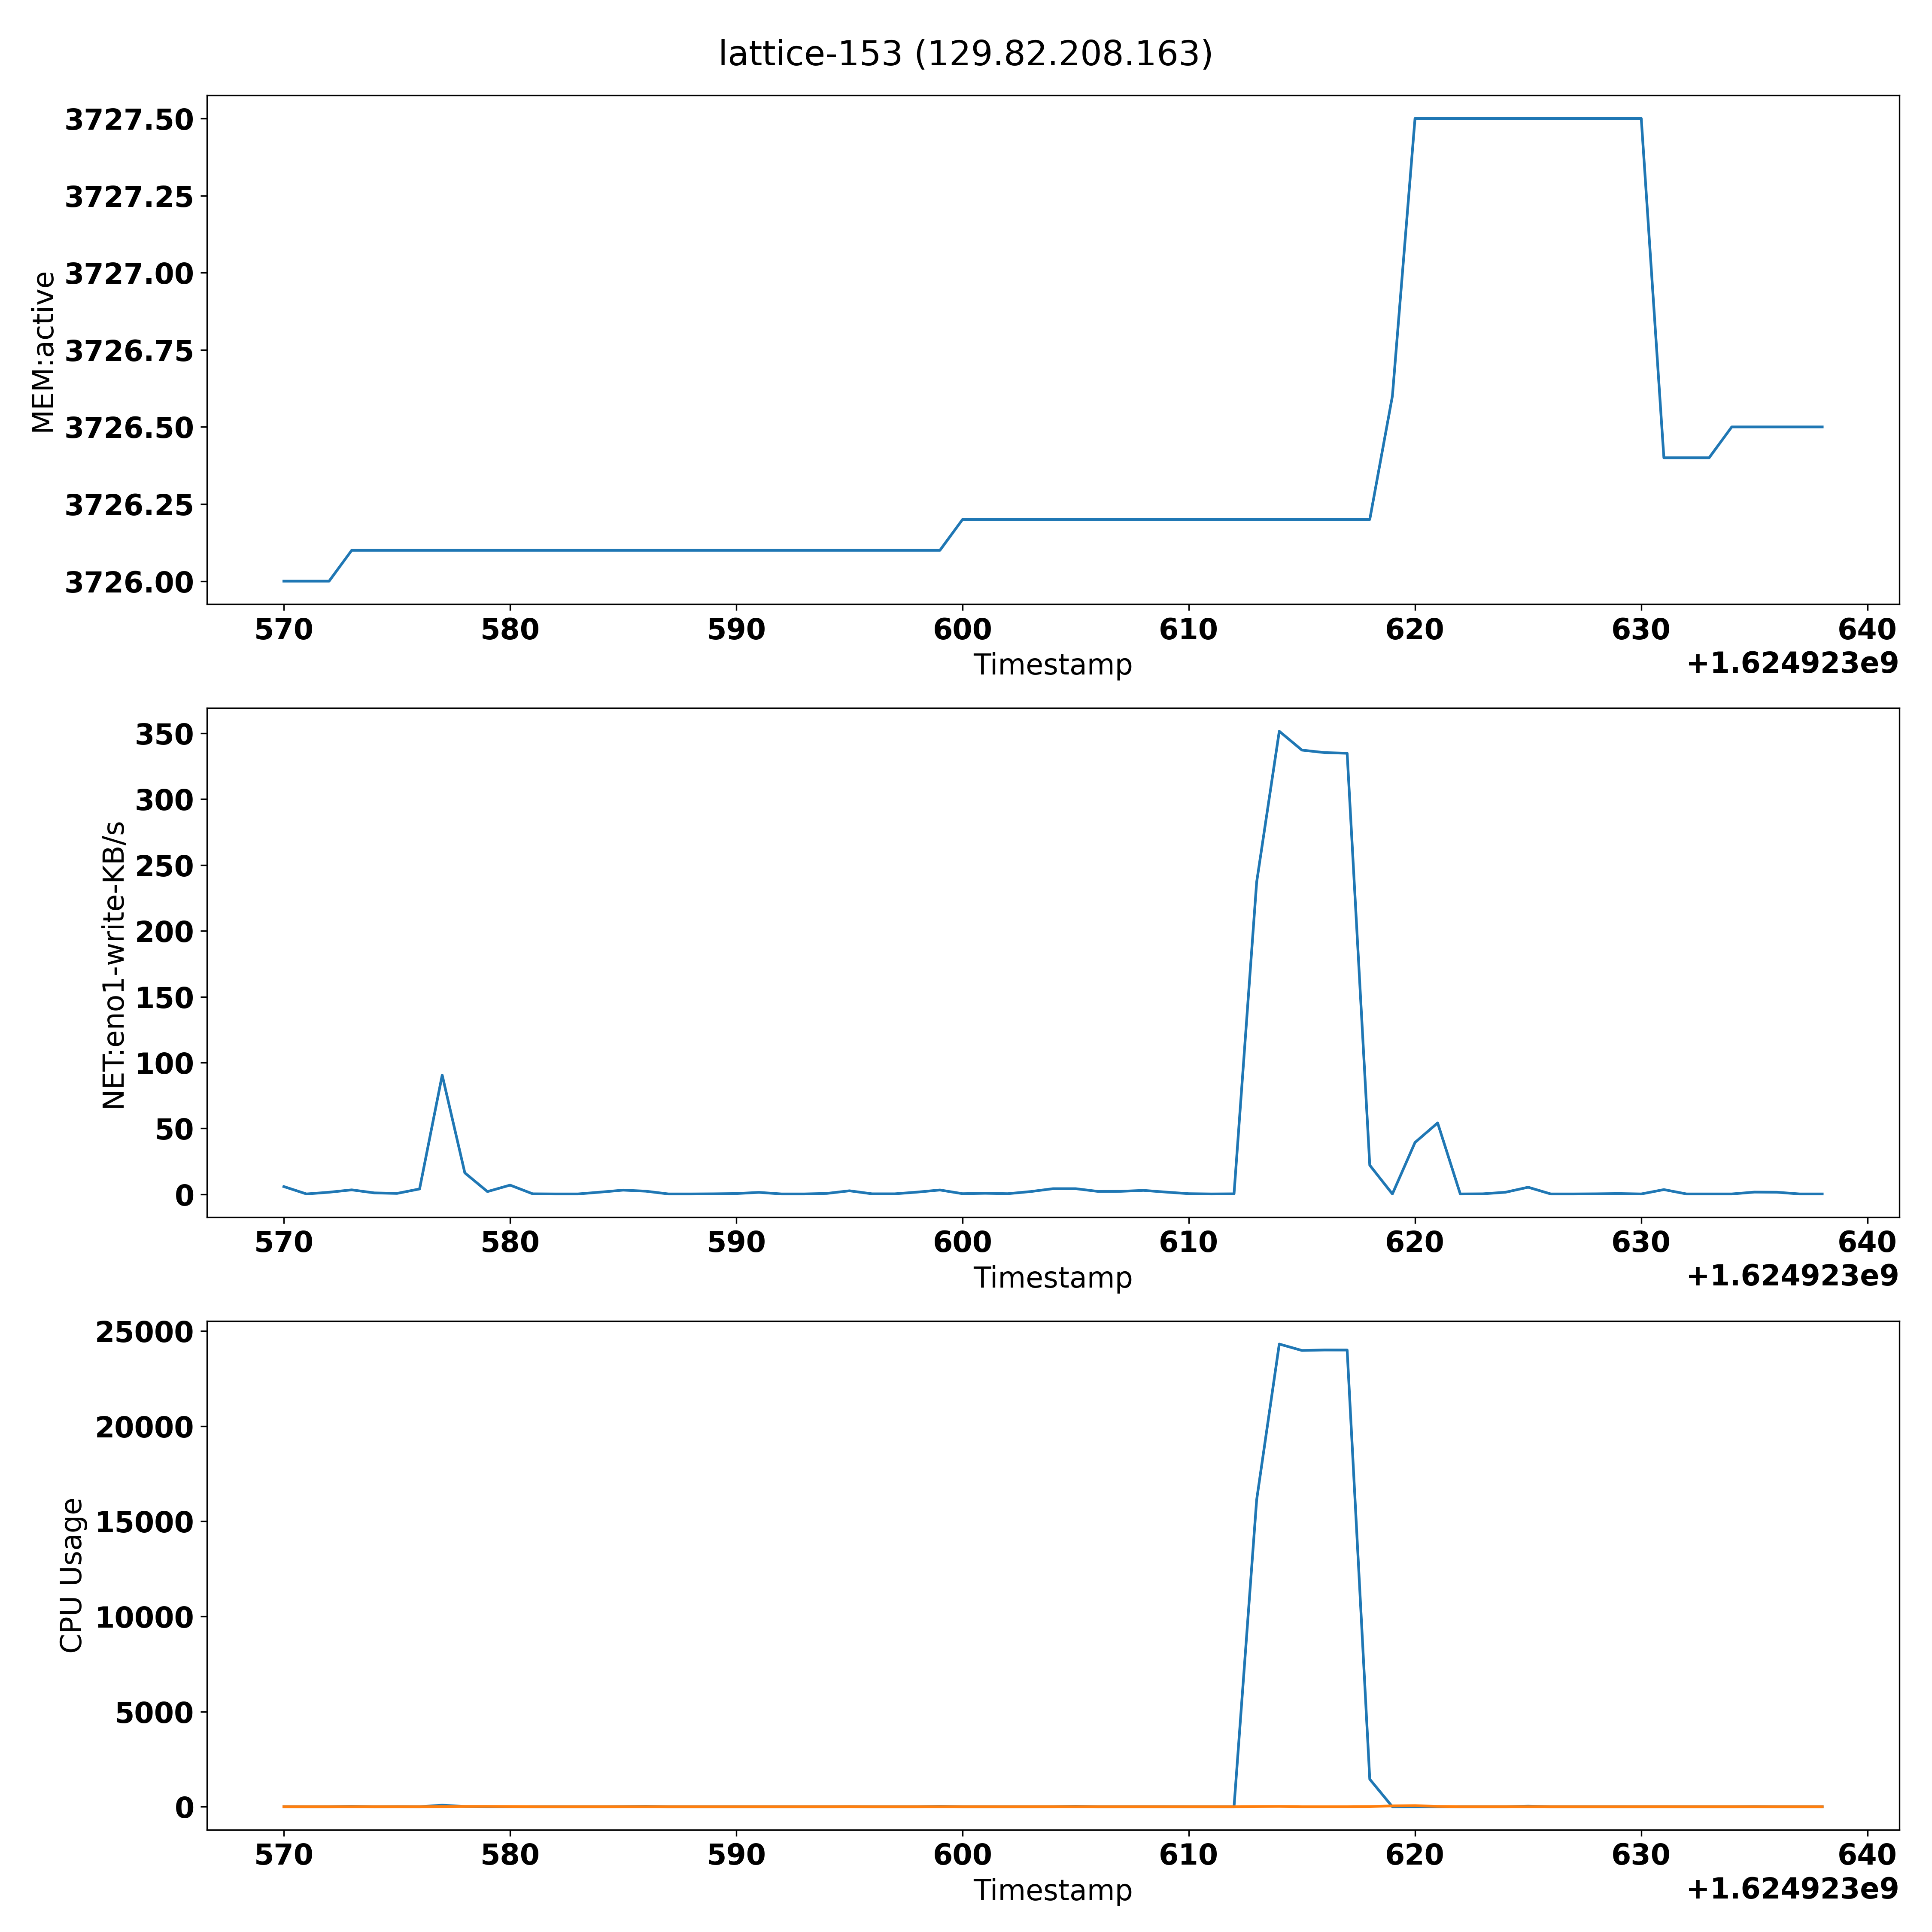 lattice-153 (129.82.208.163)
3727.50
3727.25
3727.00
3726.75
3726.50
3726.25
3726.00
MEM:active
570 580 590 600 610 620 630 640
Timestamp
+1.624923e9
350
300
250
200
150
100
50
0
NET:eno1-write-KB/s
570 580 590 600 610 620 630 640
Timestamp
+1.624923e9
25000
20000
15000
10000
5000
0
CPU Usage
570 580 590 600 610 620 630 640
Timestamp
+1.624923e9